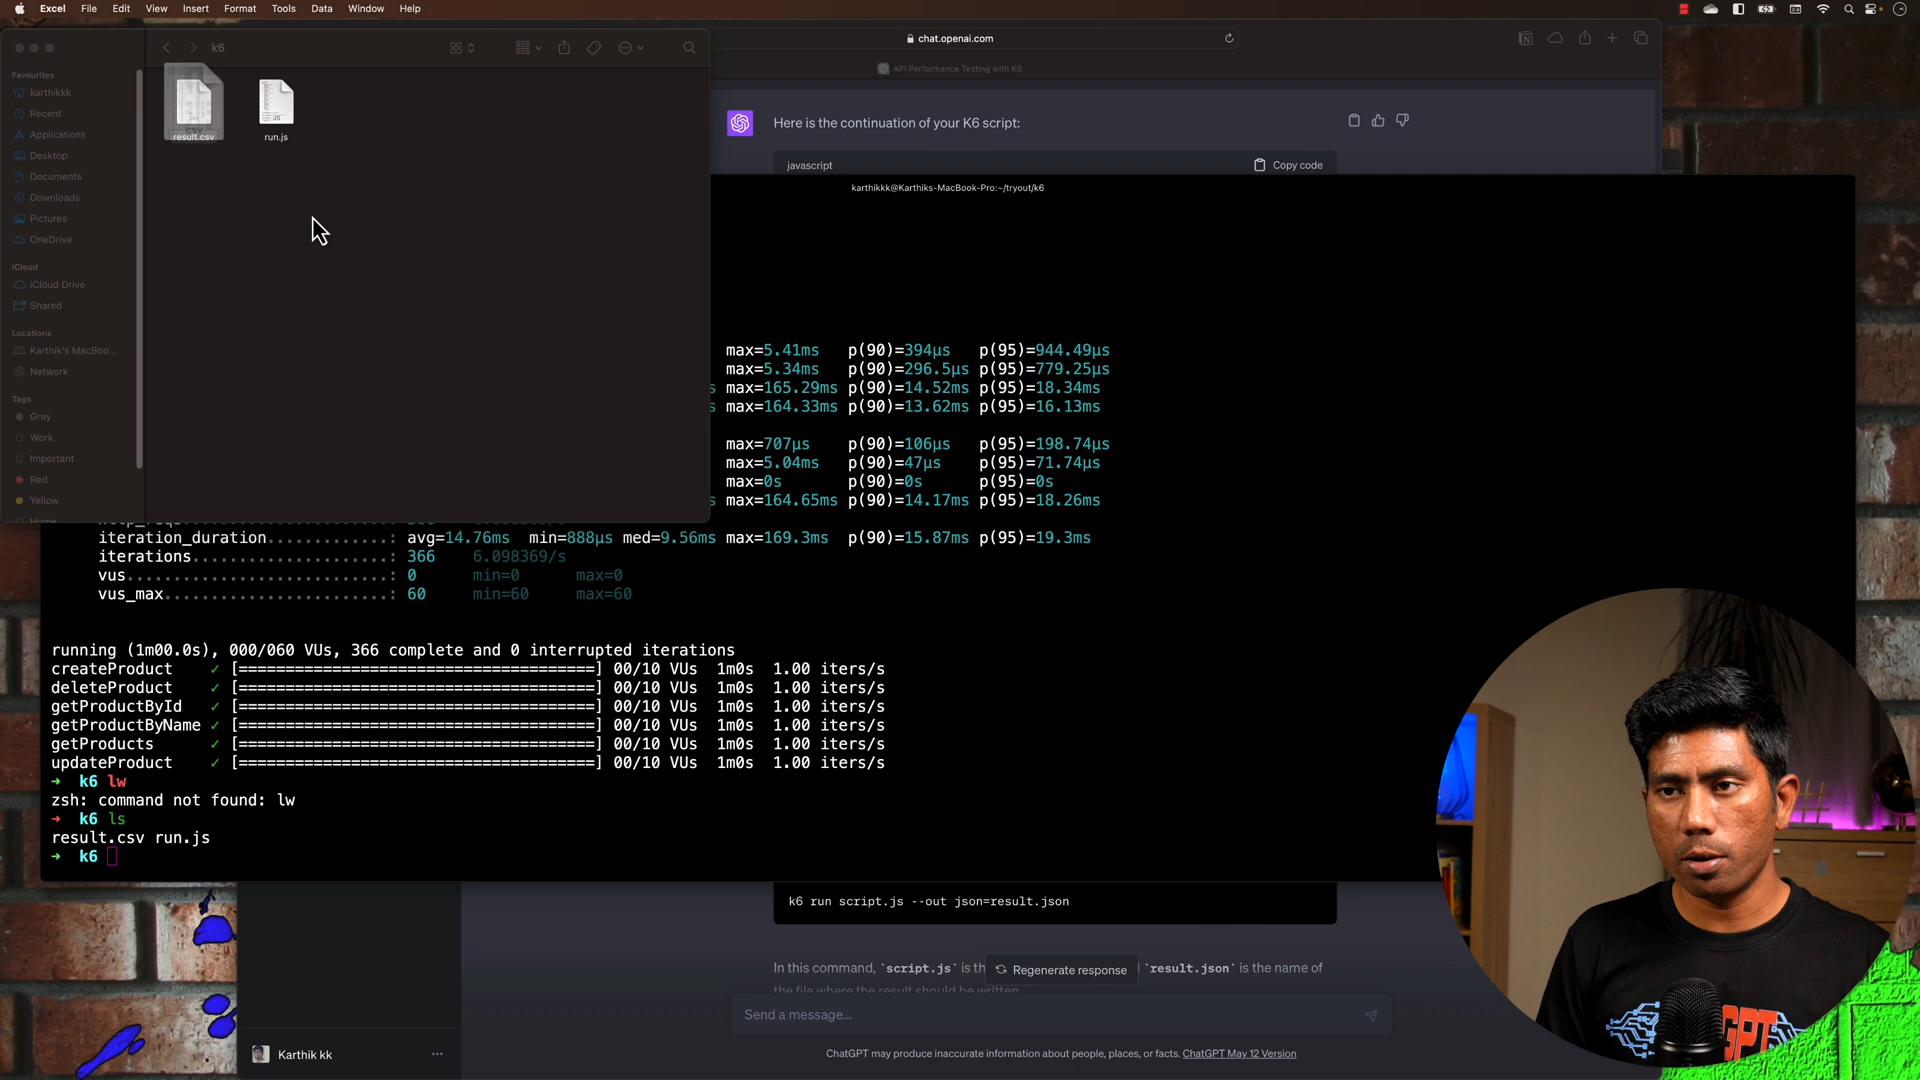 Excel File Edit View Insert Format Tools Data Window Help
k6
Favourites
karthikkk
Recent
Applications
Desktop
Documents
Downloads
Pictures
OneDrive
iCloud
iCloud Drive
Shared
Locations
Karthik's MacBoo...
Network
Tags
Grey
Work
Important
Red
Yellow
Home
result.csv
run.js
JS
chat.openai.com
API Performance Testing with K6
Here is the continuation of your K6 script:
javascript
Copy code
karthikkk@Karthiks-MacBook-Pro:~/tryout/k6
max=5.41ms p(90)=394µs p(95)=944.49µs
max=5.34ms p(90)=296.5µs p(95)=779.25µs
s max=165.29ms p(90)=14.52ms p(95)=18.34ms
s max=164.33ms p(90)=13.62ms p(95)=16.13ms
max=707µs p(90)=106µs p(95)=198.74µs
max=5.04ms p(90)=47µs p(95)=71.74µs
max=0s p(90)=0s p(95)=0s
s max=164.65ms p(90)=14.17ms p(95)=18.26ms
iteration_duration..............: avg=14.76ms min=888µs med=9.56ms max=169.3ms p(90)=15.87ms p(95)=19.3ms
iterations......................: 366 6.098369/s
vus.............................: 0 min=0 max=0
vus_max.........................: 60 min=60 max=60
running (1m00.0s), 000/060 VUs, 366 complete and 0 interrupted iterations
createProduct ✓ [======================================] 00/10 VUs 1m0s 1.00 iters/s
deleteProduct ✓ [======================================] 00/10 VUs 1m0s 1.00 iters/s
getProductById ✓ [======================================] 00/10 VUs 1m0s 1.00 iters/s
getProductByName ✓ [======================================] 00/10 VUs 1m0s 1.00 iters/s
getProducts ✓ [======================================] 00/10 VUs 1m0s 1.00 iters/s
updateProduct ✓ [======================================] 00/10 VUs 1m0s 1.00 iters/s
➜ k6 lw
zsh: command not found: lw
➜ k6 ls
result.csv run.js
➜ k6
k6 run script.js --out json=result.json
In this command, `script.js` is th
Regenerate response
`result.json` is the name of
the file where the result should be written
Send a message...
Karthik kk
ChatGPT may produce inaccurate information about people, places, or facts. ChatGPT May 12 Version
GPT